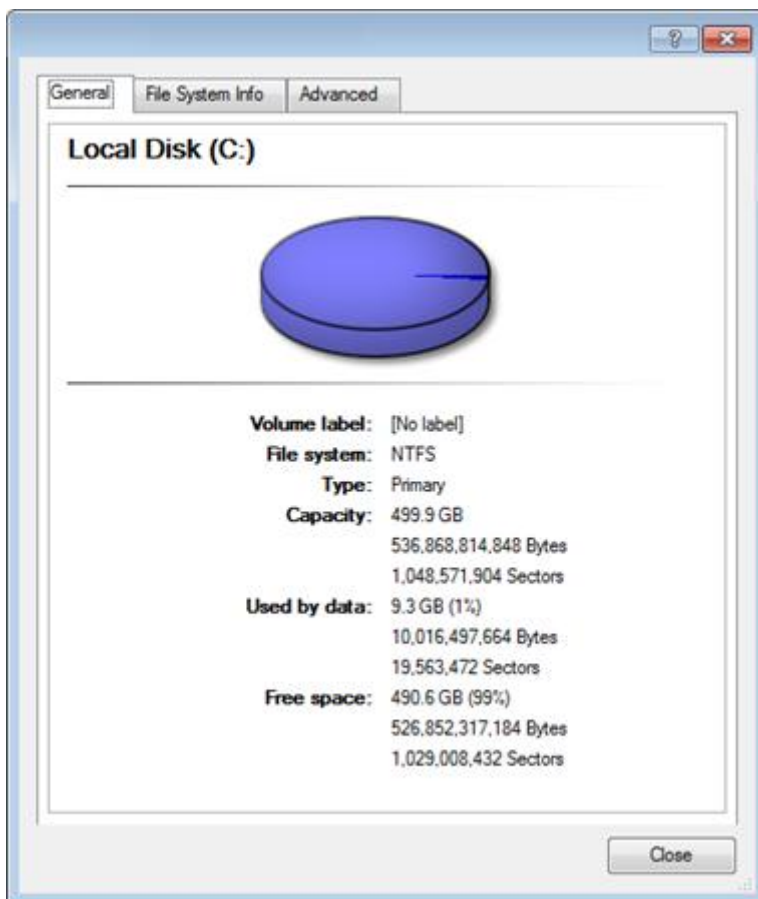 General File System Info Advanced
Local Disk (C:)
Volume label: [No label]
File system: NTFS
Type: Primary
Capacity: 499.9 GB
536,868,814,848 Bytes
1,048,571,904 Sectors
Used by data: 9.3 GB (1%)
10,016,497,664 Bytes
19,563,472 Sectors
Free space: 490.6 GB (99%)
526,852,317,184 Bytes
1,029,008,432 Sectors
Close